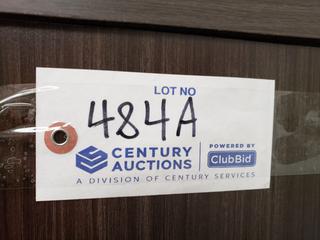 LOT NO
484A
CENTURY AUCTIONS
POWERED BY
ClubBid
A DIVISION OF CENTURY SERVICES